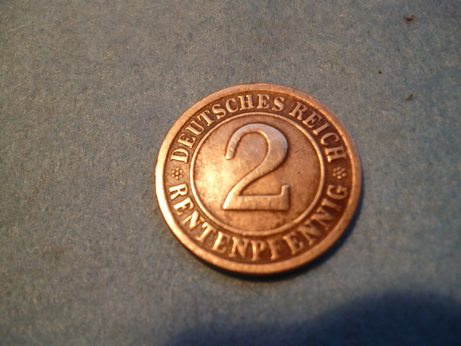 DEUTSCHES REICH
2
RENTENPFENNIG